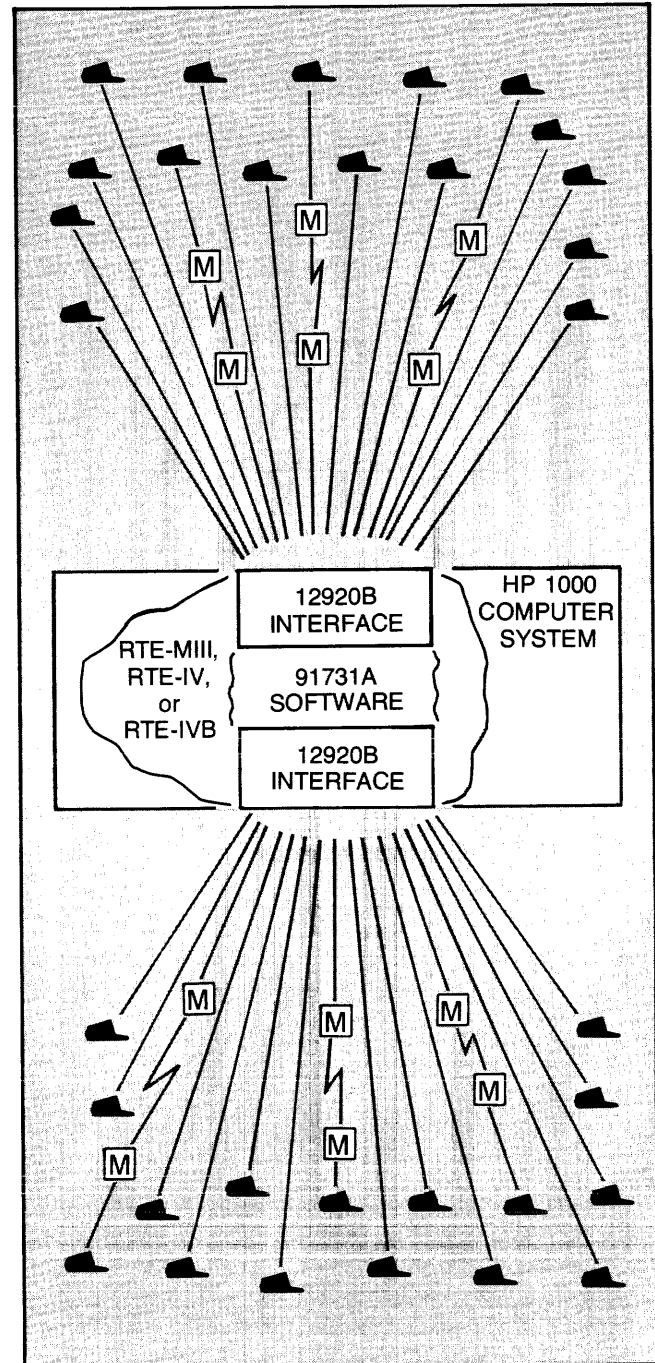 M
M
M
M
M
M
12920B
INTERFACE
HP 1000
COMPUTER
SYSTEM
RTE-MIII,
RTE-IV,
or
RTE-IVB
91731A
SOFTWARE
12920B
INTERFACE
M
M
M
M
M
M